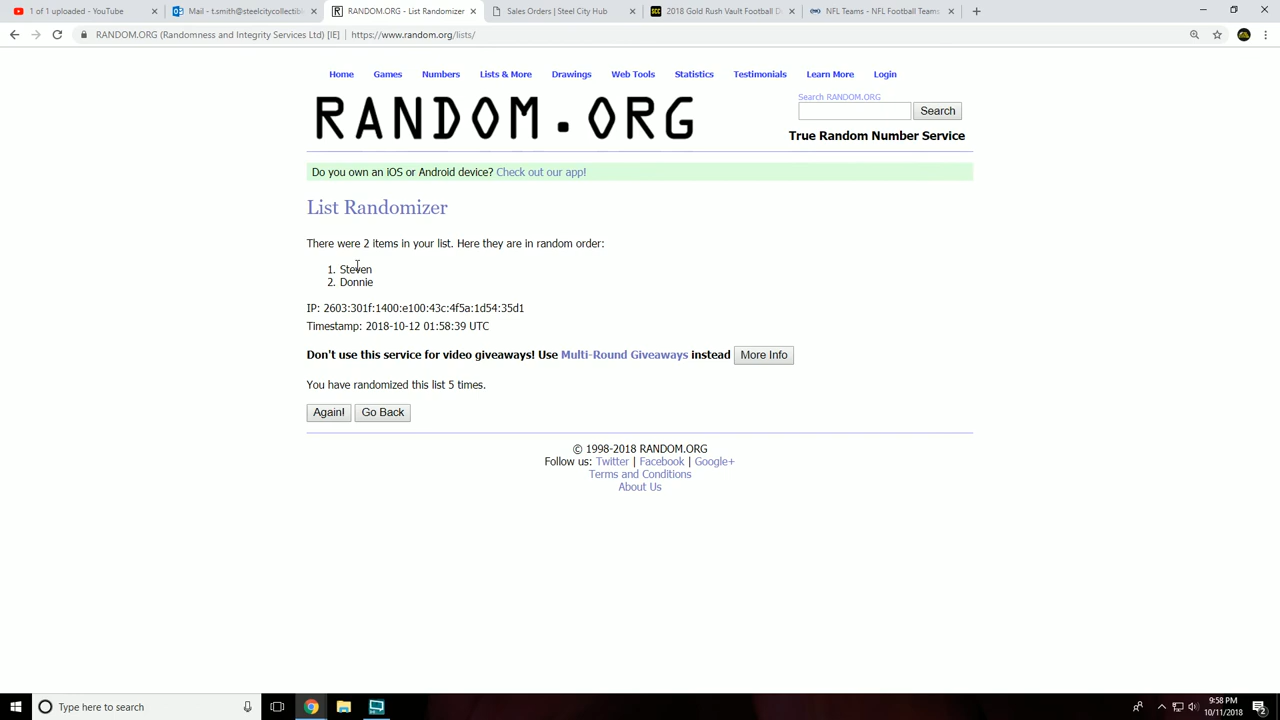 1 of 1 uploaded - YouTube
Mail - t.smith@steelcitycollectibl
RANDOM.ORG - List Randomizer
Sales Orders | Steel City Hub
2018 Gold Rush Vault Football D
NFL Teams - NFL Football Teams
RANDOM.ORG (Randomness and Integrity Services Ltd) [IE] | https://www.random.org/lists/
Home Games Numbers Lists & More Drawings Web Tools Statistics Testimonials Learn More Login
RANDOM.ORG
Search RANDOM.ORG
Search
True Random Number Service
Do you own an iOS or Android device? Check out our app!
List Randomizer
There were 2 items in your list. Here they are in random order:
1. Steven
2. Donnie
IP: 2603:301f:1400:e100:43c:4f5a:1d54:35d1
Timestamp: 2018-10-12 01:58:39 UTC
Don't use this service for video giveaways! Use Multi-Round Giveaways instead More Info
You have randomized this list 5 times.
Again! Go Back
© 1998-2018 RANDOM.ORG
Follow us: Twitter | Facebook | Google+
Terms and Conditions
About Us
Type here to search
9:58 PM
10/11/2018
2